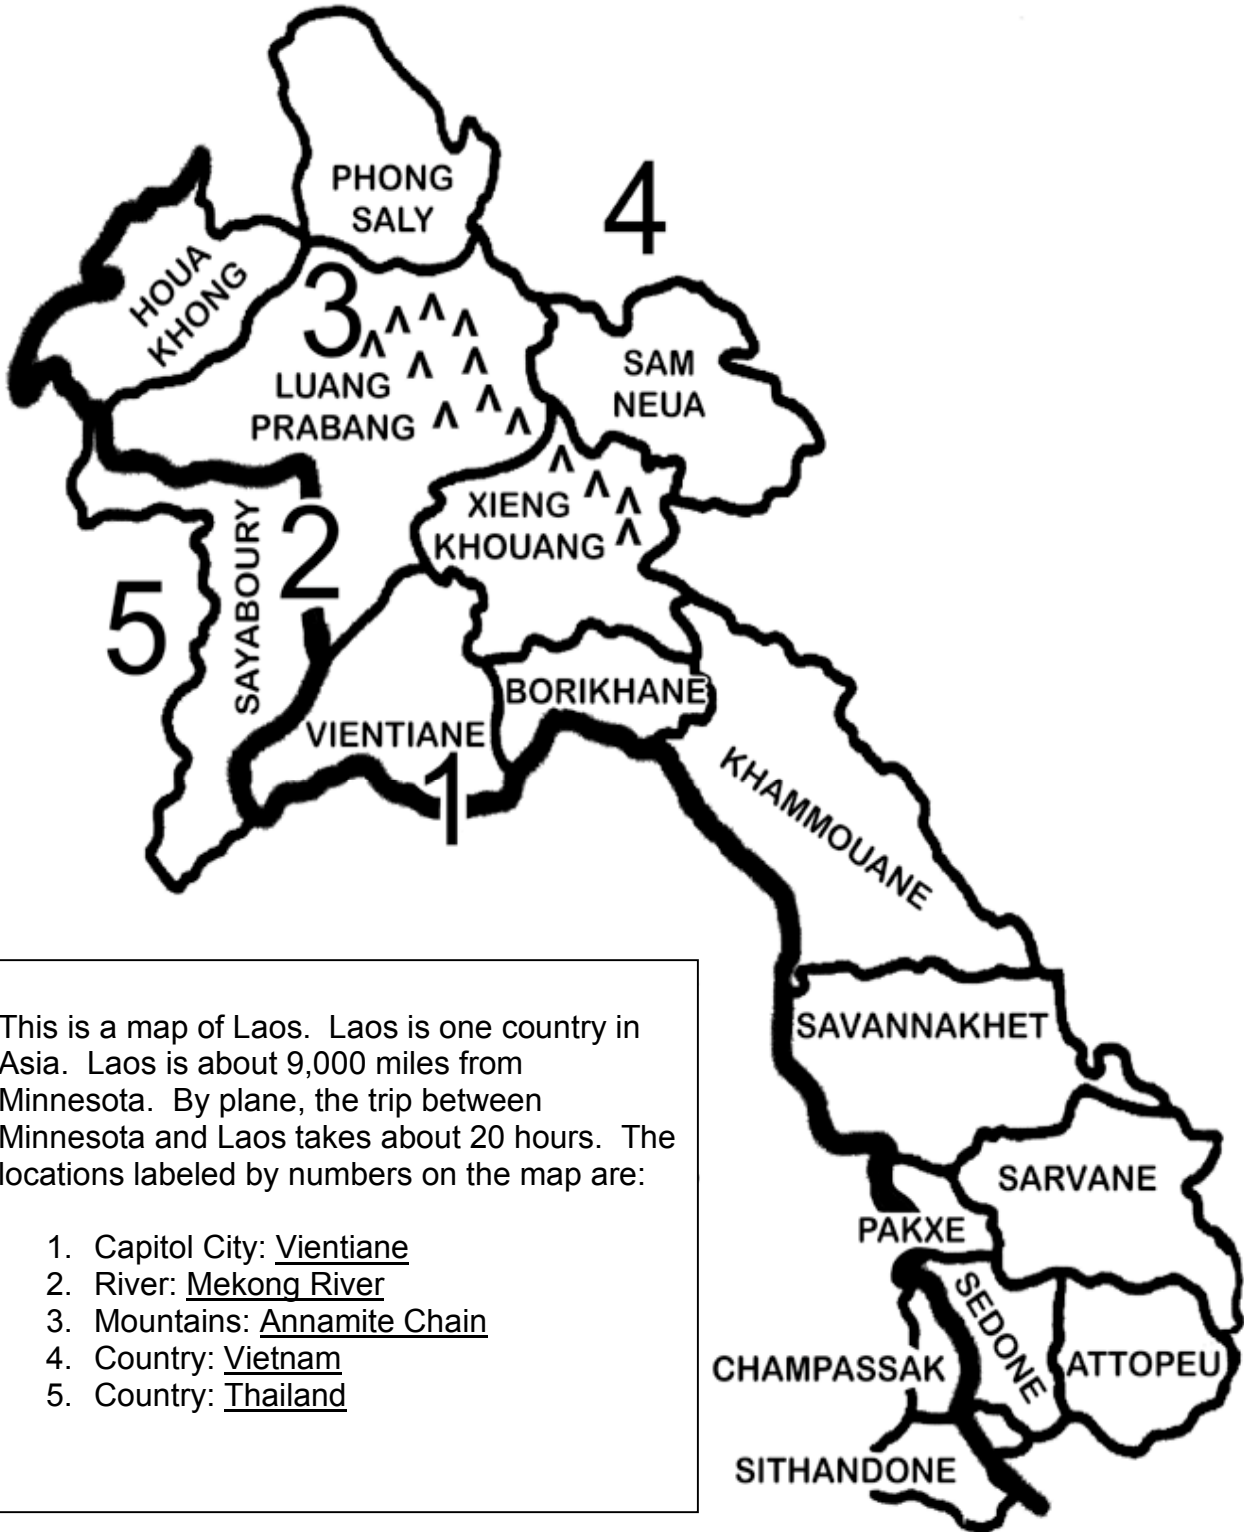 PHONG
SALY
4
HOUA
KHONG
3
LUANG
PRABANG
SAM
NEUA
XIENG
KHOUANG
2
5
SAYABOURY
BORIKHANE
VIENTIANE
1
KHAMMOUANE
This is a map of Laos.  Laos is one country in
Asia.  Laos is about 9,000 miles from
Minnesota.  By plane, the trip between
Minnesota and Laos takes about 20 hours.  The
locations labeled by numbers on the map are:
1. Capitol City: Vientiane
2. River: Mekong River
3. Mountains: Annamite Chain
4. Country: Vietnam
5. Country: Thailand
SAVANNAKHET
SARVANE
PAKXE
SEDONE
CHAMPASSAK
ATTOPEU
SITHANDONE